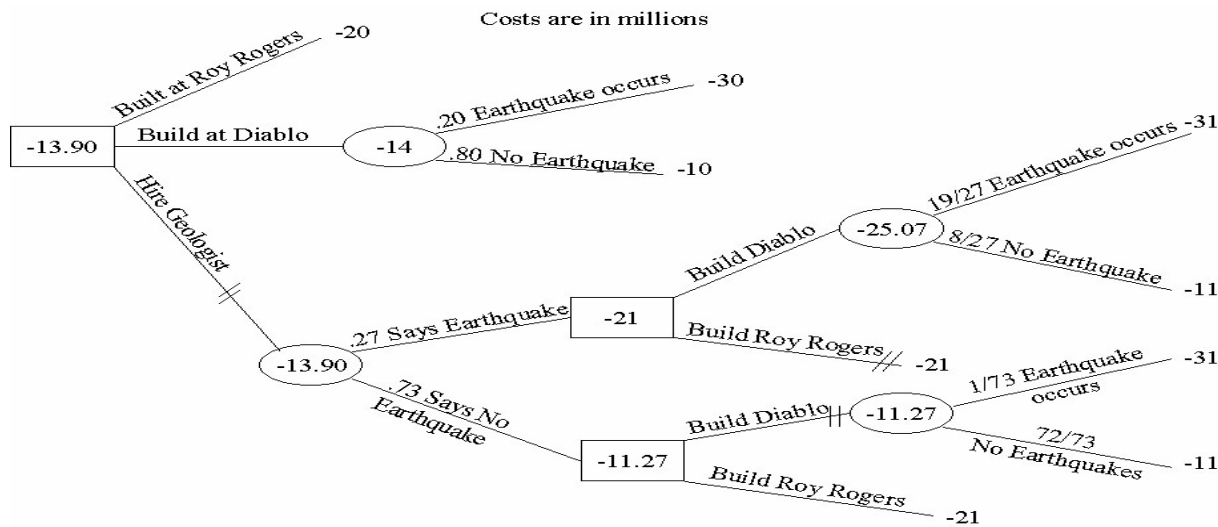 Costs are in millions
Built at Roy Rogers
-20
-13.90
Build at Diablo
-14
.20 Earthquake occurs
-30
.80 No Earthquake
-10
Hire Geologist
-13.90
.27 Says Earthquake
-21
Build Diablo
-25.07
19/27 Earthquake occurs
-31
8/27 No Earthquake
-11
Build Roy Rogers
-21
.73 Says No
Earthquake
-11.27
Build Diablo
-11.27
1/73 Earthquake
occurs
-31
72/73
No Earthquakes
-11
Build Roy Rogers
-21